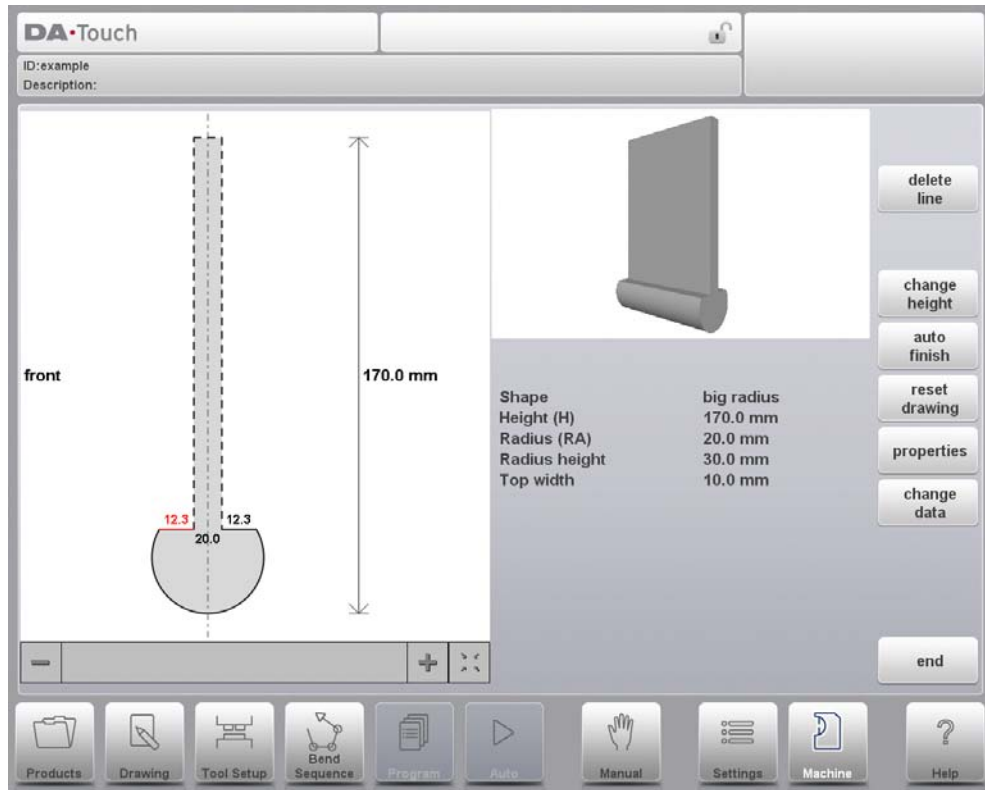 DA•Touch
ID:example
Description:
front
170.0 mm
12.3
12.3
20.0
Shape big radius
Height (H) 170.0 mm
Radius (RA) 20.0 mm
Radius height 30.0 mm
Top width 10.0 mm
delete
line
change
height
auto
finish
reset
drawing
properties
change
data
end
Products
Drawing
Tool Setup
Bend
Sequence
Program
Auto
Manual
Settings
Machine
Help